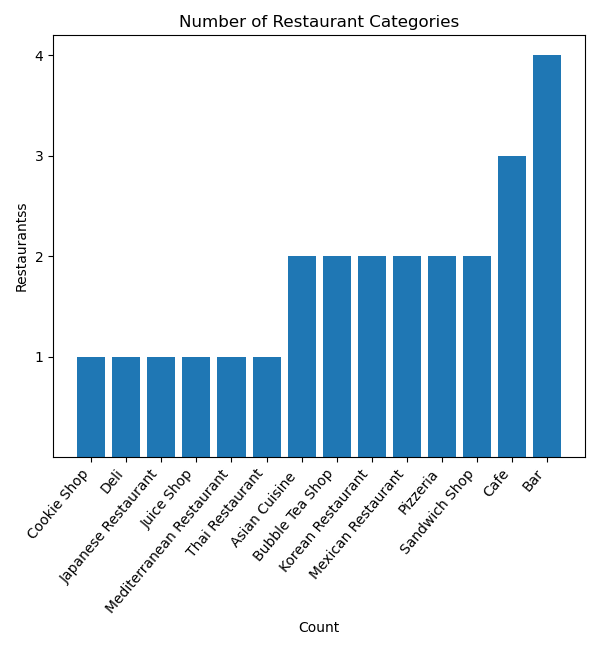 Number of Restaurant Categories
Restaurantss
4
3
2
1
Cookie Shop
Deli
Japanese Restaurant
Juice Shop
Mediterranean Restaurant
Thai Restaurant
Asian Cuisine
Bubble Tea Shop
Korean Restaurant
Mexican Restaurant
Pizzeria
Sandwich Shop
Cafe
Bar
Count